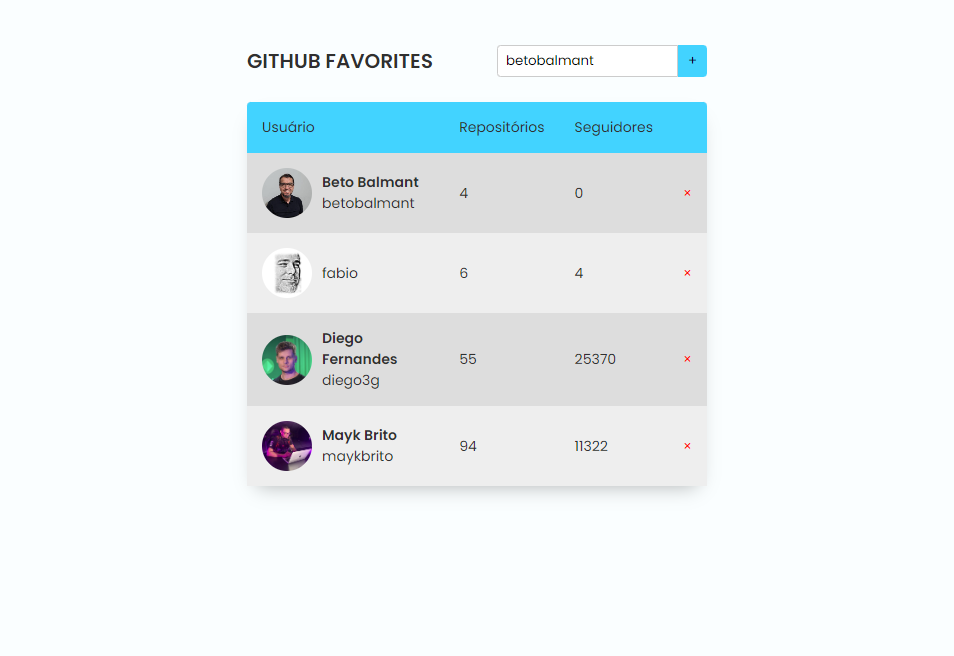 GITHUB FAVORITES
betobalmant +
Usuário Repositórios Seguidores
Beto Balmant
betobalmant 4 0 ×
fabio 6 4 ×
Diego
Fernandes
diego3g 55 25370 ×
Mayk Brito
maykbrito 94 11322 ×